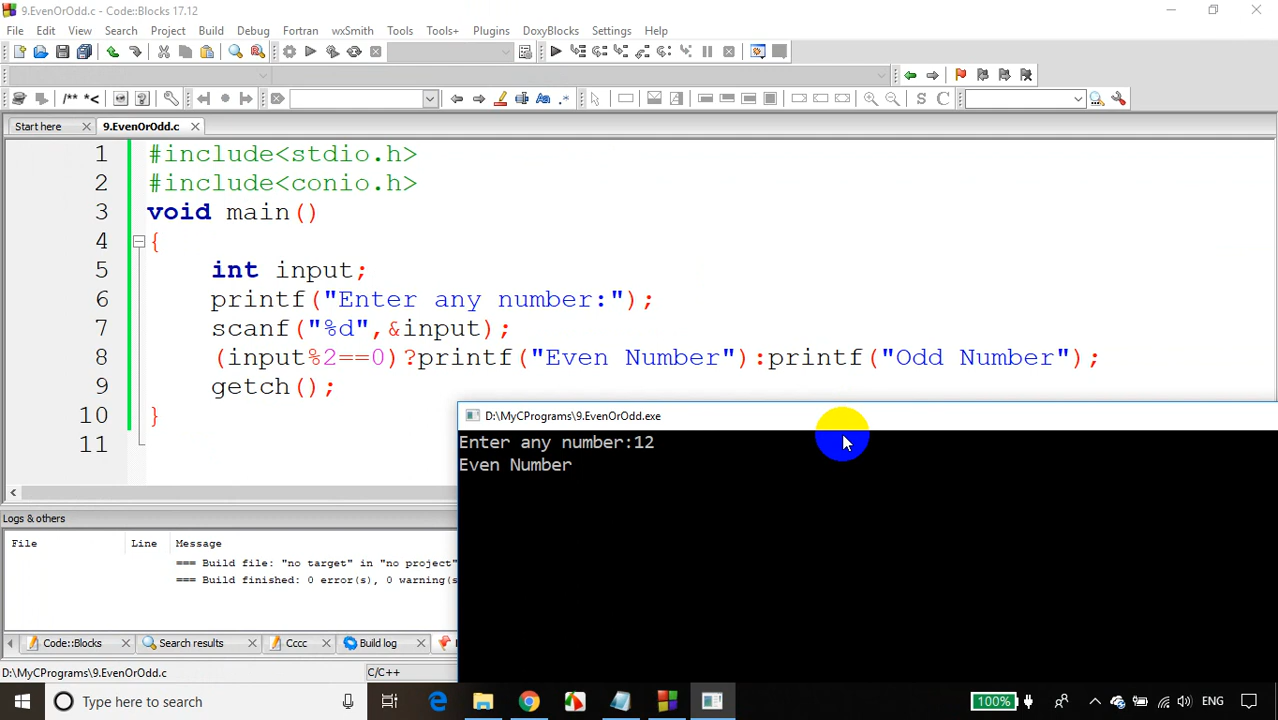 9.EvenOrOdd.c - Code::Blocks 17.12
File Edit View Search Project Build Debug Fortran wxSmith Tools Tools+ Plugins DoxyBlocks Settings Help
/** *<
S C
Start here 9.EvenOrOdd.c
1 #include<stdio.h>
2 #include<conio.h>
3 void main()
4 {
5 int input;
6 printf("Enter any number:");
7 scanf("%d",&input);
8 (input%2==0)?printf("Even Number"):printf("Odd Number");
9 getch();
10 }
11
D:\MyCPrograms\9.EvenOrOdd.exe
Enter any number:12
Even Number
Logs & others
File Line Message
=== Build file: "no target" in "no project"
=== Build finished: 0 error(s), 0 warning(s
Code::Blocks Search results Cccc Build log
D:\MyCPrograms\9.EvenOrOdd.c C/C++
Type here to search
100% ENG